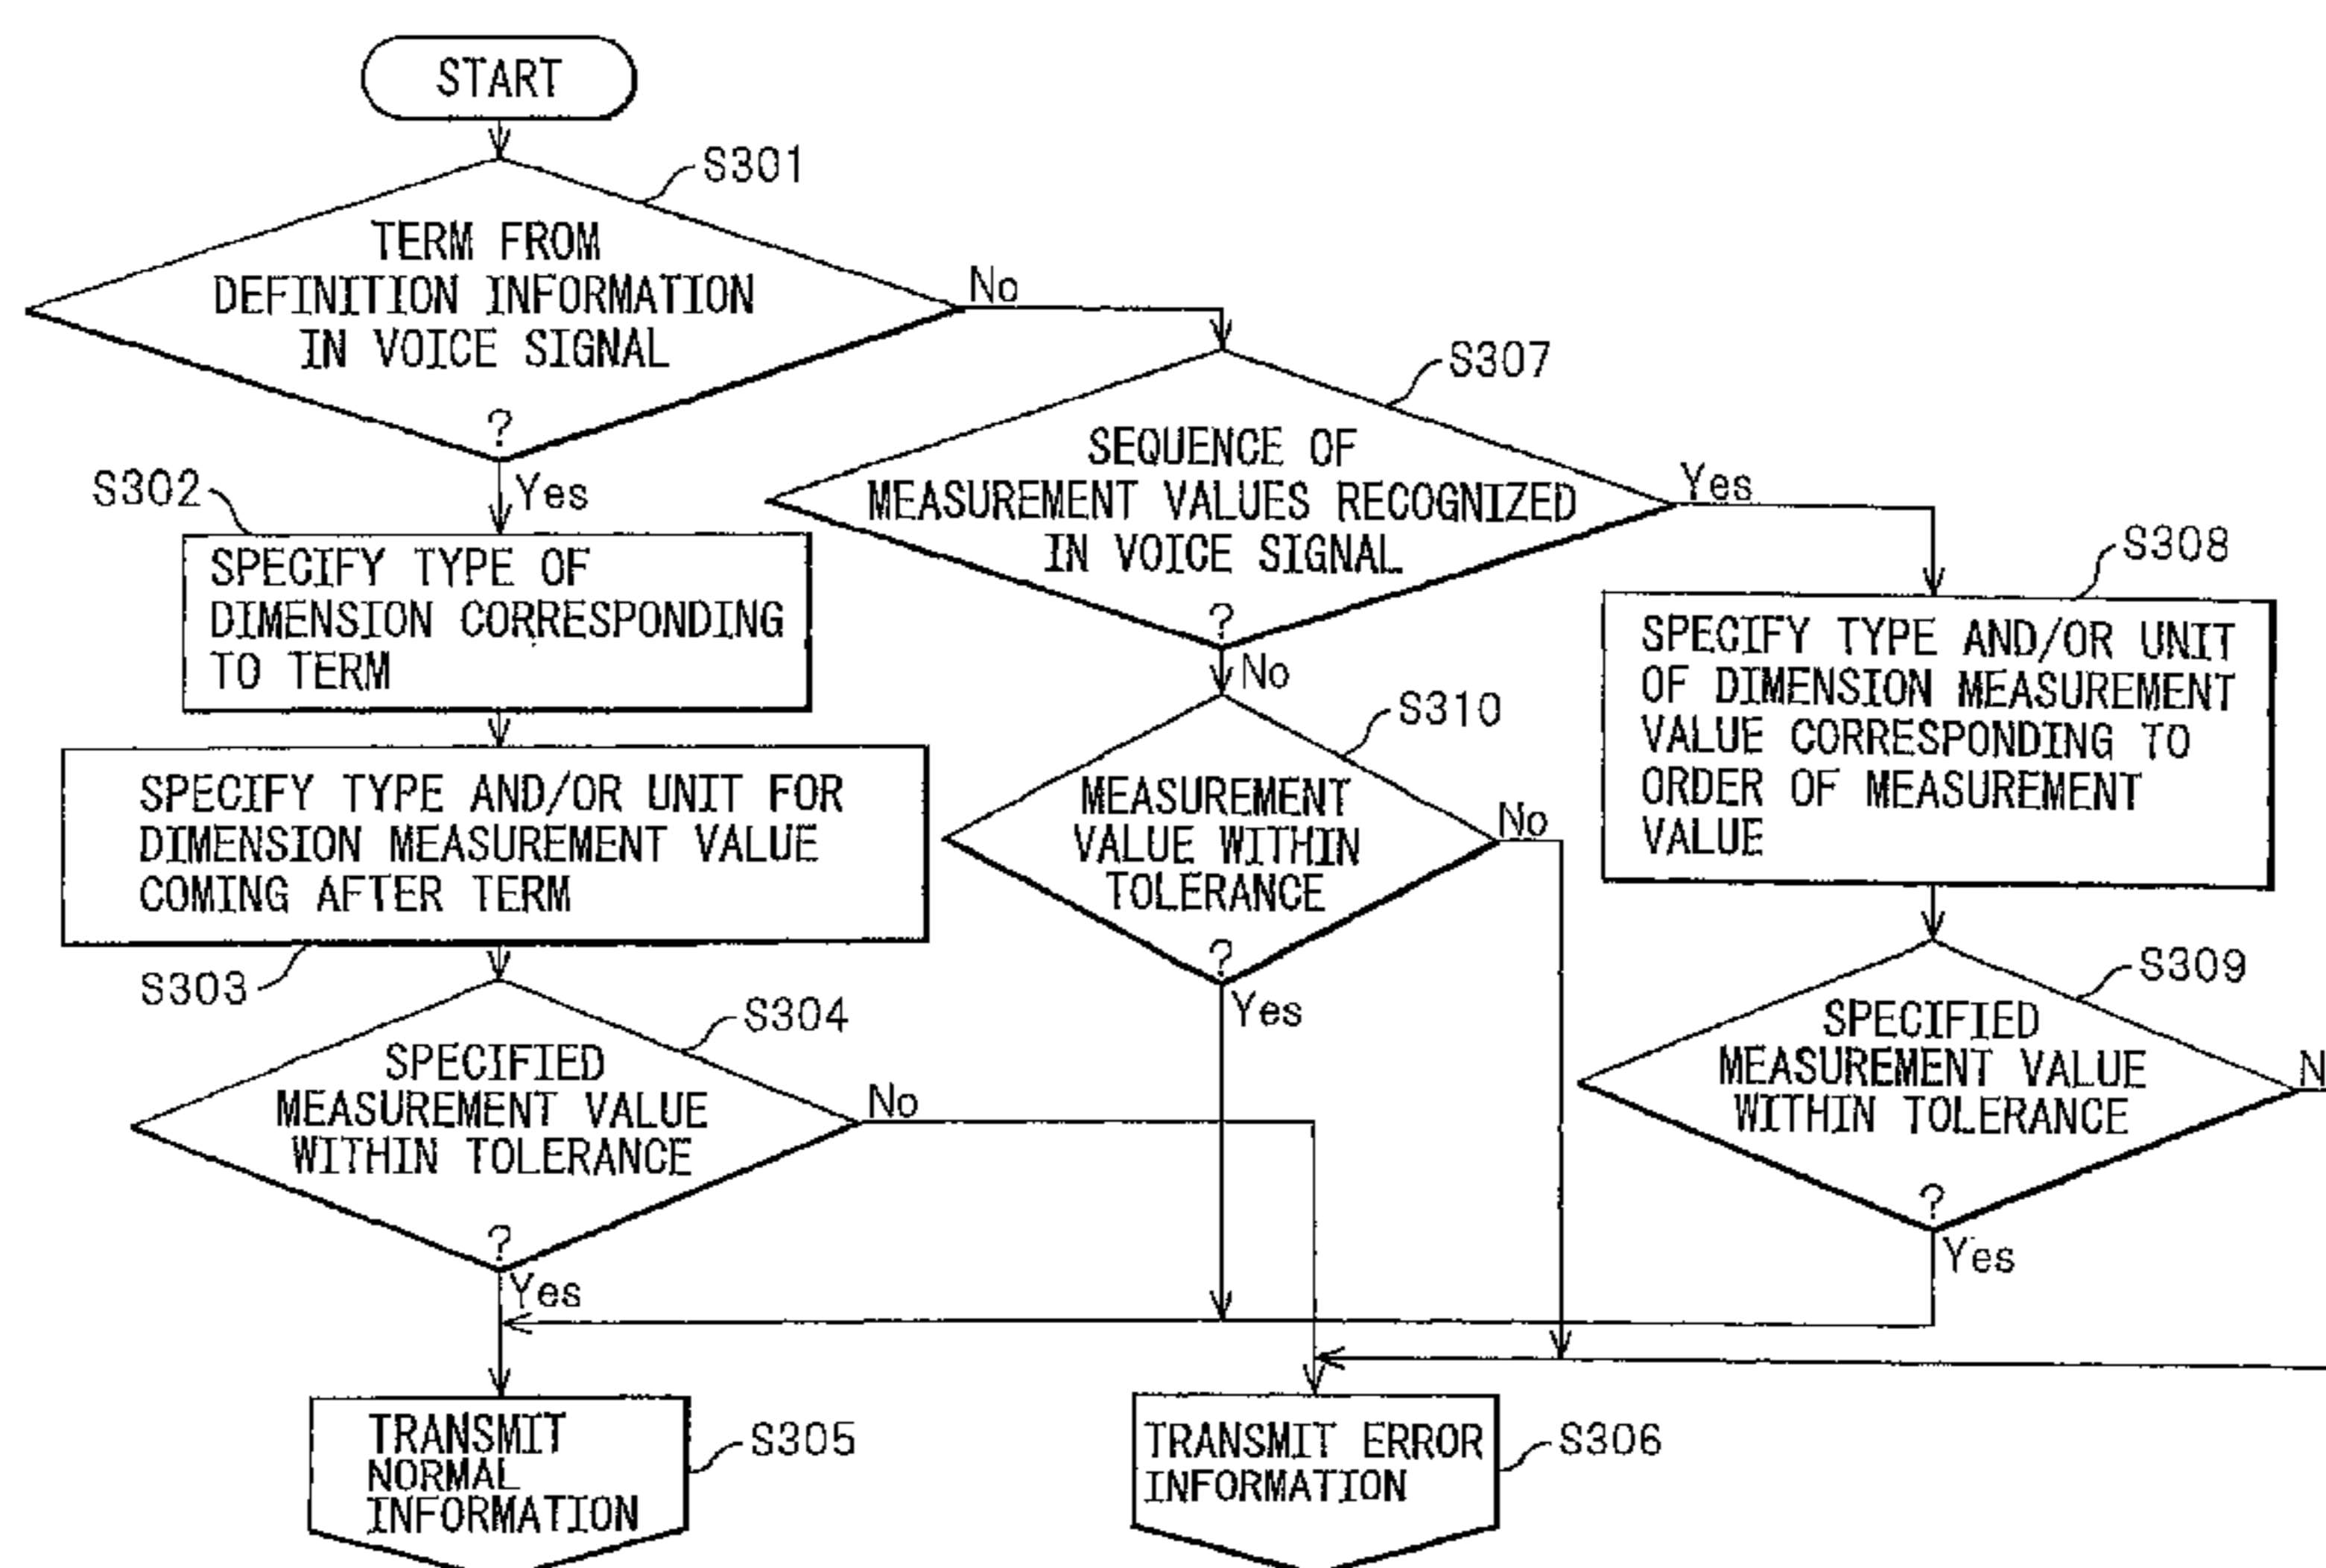 START
S301
TERM FROM
DEFINITION INFORMATION
IN VOICE SIGNAL
?
No
Yes
S302
SPECIFY TYPE OF
DIMENSION CORRESPONDING
TO TERM
SPECIFY TYPE AND/OR UNIT FOR
DIMENSION MEASUREMENT VALUE
COMING AFTER TERM
S303
S304
SPECIFIED
MEASUREMENT VALUE
WITHIN TOLERANCE
?
No
Yes
TRANSMIT
NORMAL
INFORMATION
S305
S307
SEQUENCE OF
MEASUREMENT VALUES RECOGNIZED
IN VOICE SIGNAL
?
Yes
No
S310
MEASUREMENT
VALUE WITHIN
TOLERANCE
?
No
Yes
TRANSMIT ERROR
INFORMATION
S306
S308
SPECIFY TYPE AND/OR UNIT
OF DIMENSION MEASUREMENT
VALUE CORRESPONDING TO
ORDER OF MEASUREMENT
VALUE
S309
SPECIFIED
MEASUREMENT VALUE
WITHIN TOLERANCE
?
Yes